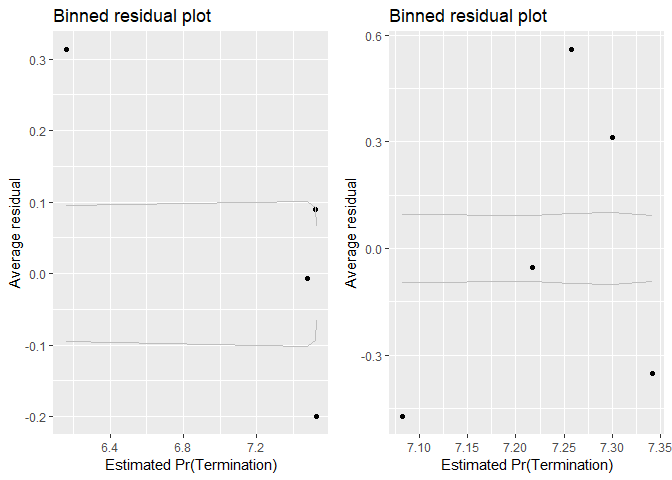 Binned residual plot
Average residual
0.3
0.2
0.1
0.0
-0.1
-0.2
6.4 6.8 7.2
Estimated Pr(Termination)
Binned residual plot
Average residual
0.6
0.3
0.0
-0.3
7.10 7.15 7.20 7.25 7.30 7.35
Estimated Pr(Termination)